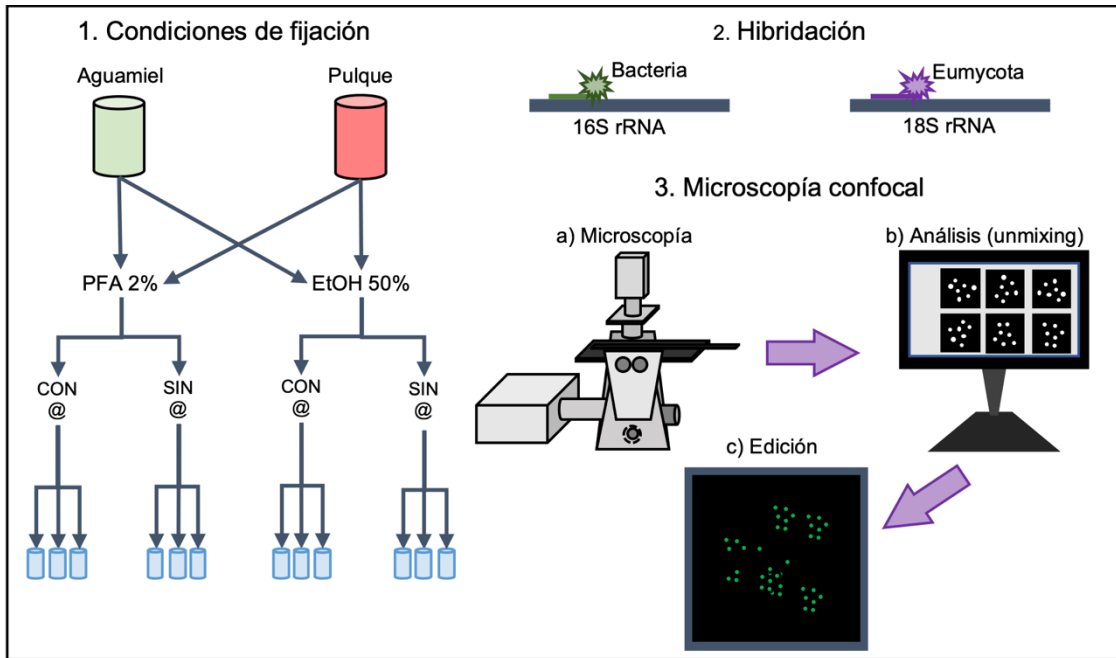 1. Condiciones de fijación
Aguamiel
Pulque
PFA 2%
EtOH 50%
CON
@
SIN
@
CON
@
SIN
@
2. Hibridación
Bacteria
16S rRNA
Eumycota
18S rRNA
3. Microscopía confocal
a) Microscopía
b) Análisis (unmixing)
c) Edición